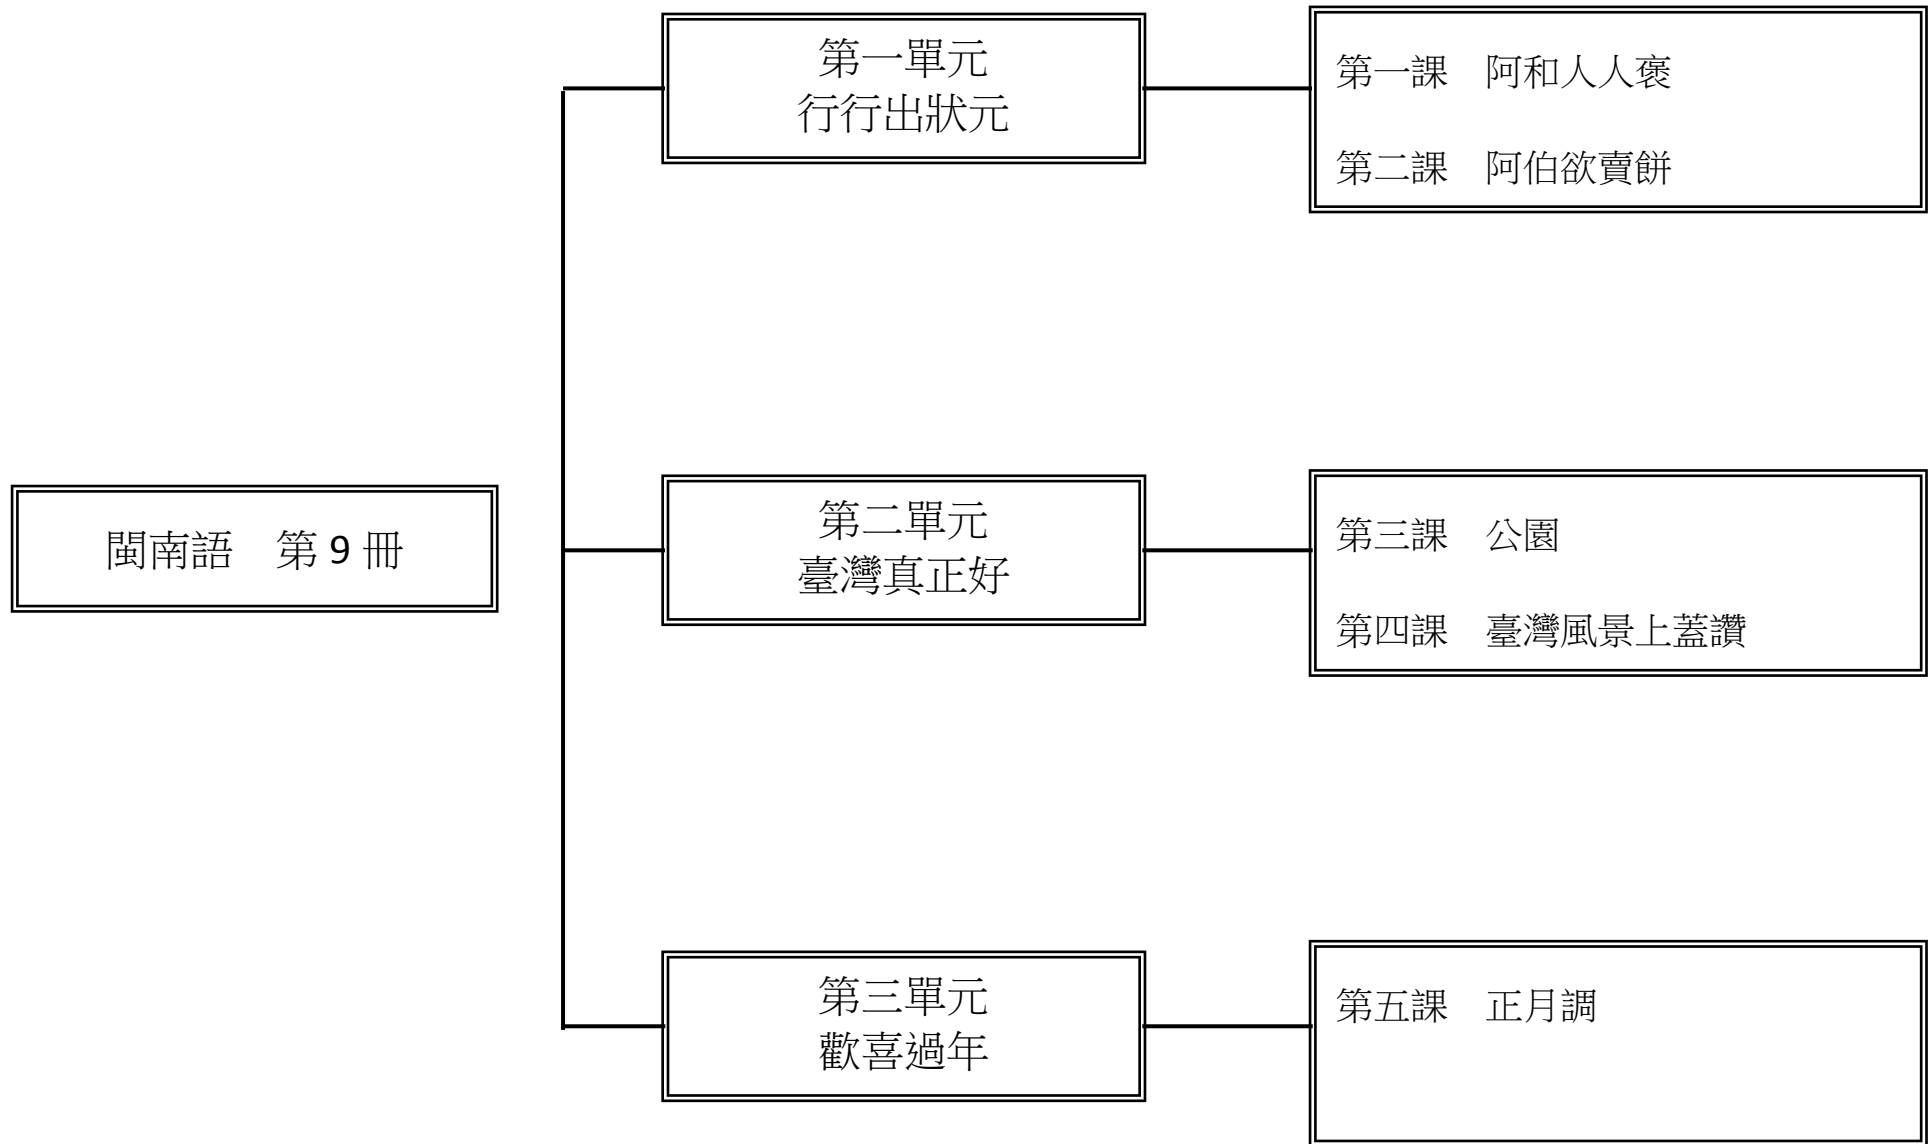 閩南語　第 9 冊
第一單元
行行出狀元
第一課　阿和人人褒
第二課　阿伯欲賣餅
第二單元
臺灣真正好
第三課　公園
第四課　臺灣風景上蓋讚
第三單元
歡喜過年
第五課　正月調